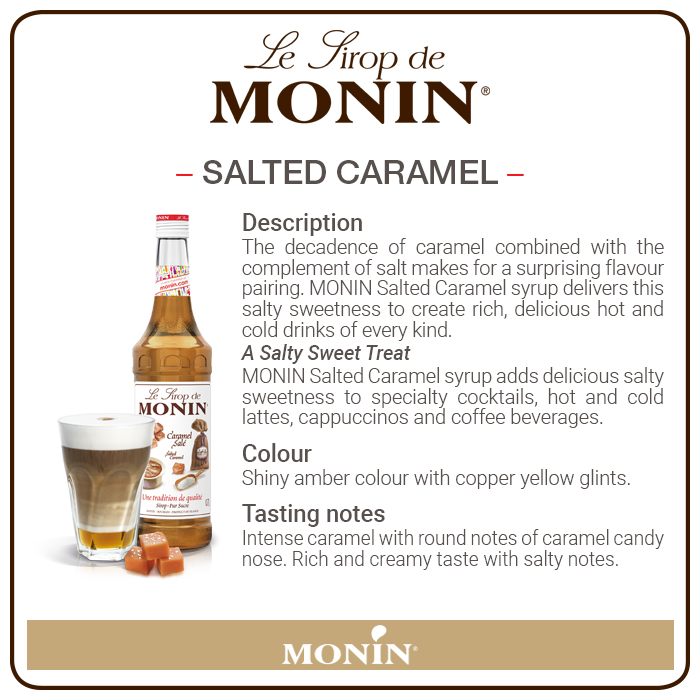 Le Sirop de
MONIN®
– SALTED CARAMEL –
Description
The decadence of caramel combined with the
complement of salt makes for a surprising flavour
pairing. MONIN Salted Caramel syrup delivers this
salty sweetness to create rich, delicious hot and
cold drinks of every kind.
A Salty Sweet Treat
MONIN Salted Caramel syrup adds delicious salty
sweetness to specialty cocktails, hot and cold
lattes, cappuccinos and coffee beverages.
Colour
Shiny amber colour with copper yellow glints.
Tasting notes
Intense caramel with round notes of caramel candy
nose. Rich and creamy taste with salty notes.
MONIN
monin.com
Le Sirop de
MONIN
Caramel
Salé
Salted Caramel
Une tradition de qualité
Sirop-Pur Sucre
MONIN®